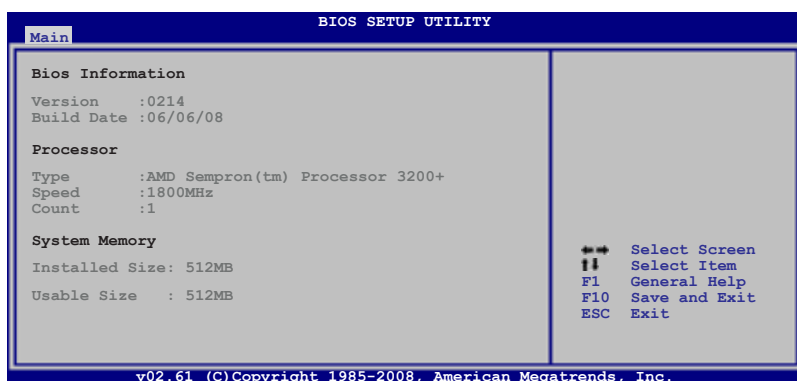 BIOS SETUP UTILITY
Main
Bios Information
Version :0214
Build Date :06/06/08
Processor
Type :AMD Sempron(tm) Processor 3200+
Speed :1800MHz
Count :1
System Memory
Installed Size: 512MB
Usable Size : 512MB
←→ Select Screen
↑↓ Select Item
F1 General Help
F10 Save and Exit
ESC Exit
v02.61 (C)Copyright 1985-2008, American Megatrends, Inc.